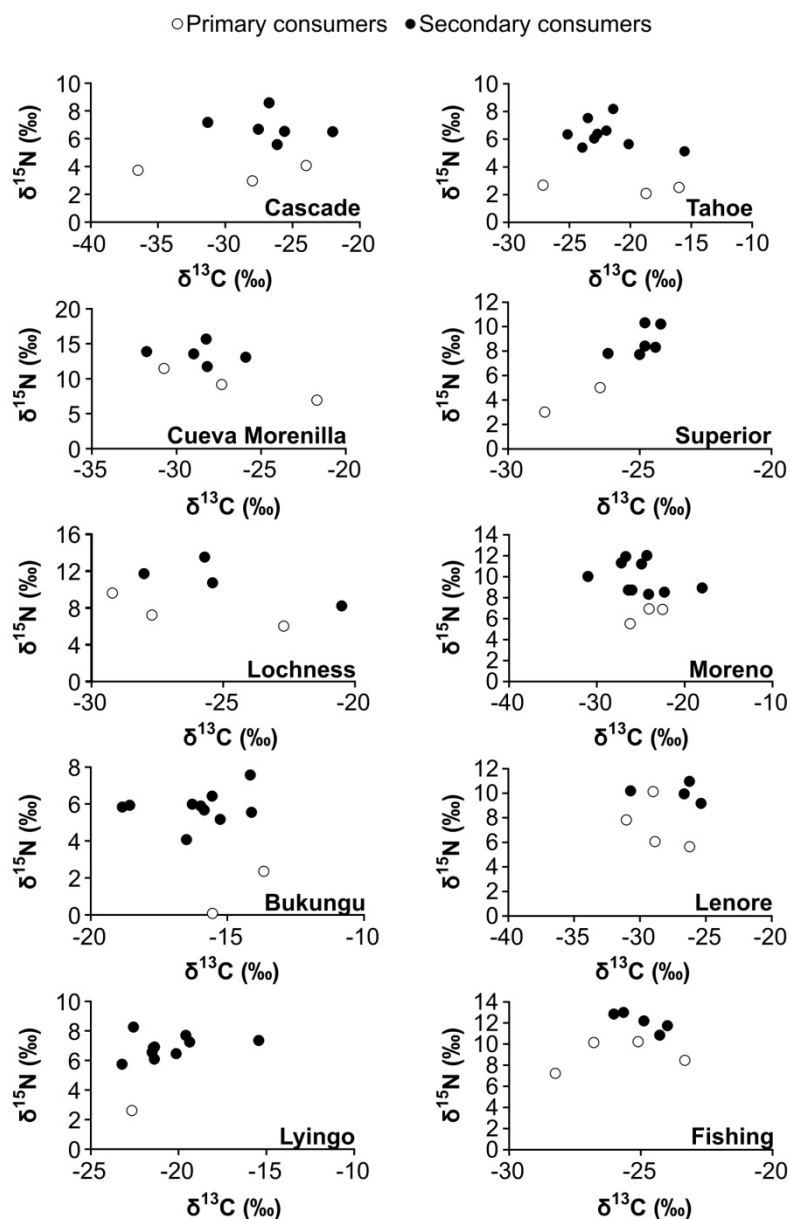 ○Primary consumers ●Secondary consumers
δ15N (‰)
10
8
6
4
2
0
Cascade
-40 -35 -30 -25 -20
δ13C (‰)
δ15N (‰)
10
8
6
4
2
0
Tahoe
-30 -25 -20 -15 -10
δ13C (‰)
δ15N (‰)
20
15
10
5
0
Cueva Morenilla
-35 -30 -25 -20
δ13C (‰)
δ15N (‰)
12
10
8
6
4
2
0
Superior
-30 -25 -20
δ13C (‰)
δ15N (‰)
16
12
8
4
0
Lochness
-30 -25 -20
δ13C (‰)
δ15N (‰)
14
12
10
8
6
4
2
0
Moreno
-40 -30 -20 -10
δ13C (‰)
δ15N (‰)
8
6
4
2
0
Bukungu
-20 -15 -10
δ13C (‰)
δ15N (‰)
12
10
8
6
4
2
0
Lenore
-40 -35 -30 -25 -20
δ13C (‰)
δ15N (‰)
10
8
6
4
2
0
Lyingo
-25 -20 -15 -10
δ13C (‰)
δ15N (‰)
14
12
10
8
6
4
2
0
Fishing
-30 -25 -20
δ13C (‰)